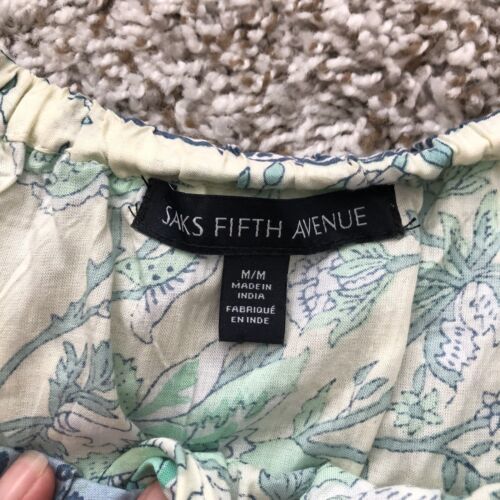 SAKS FIFTH AVENUE
M/M
MADE IN
INDIA
FABRIQUÉ
EN INDE